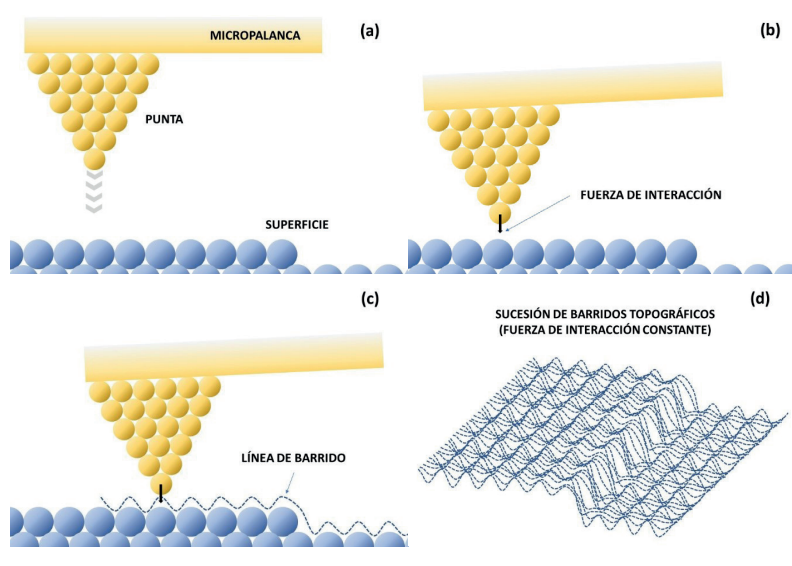 MICROPALANCA
(a)
PUNTA
SUPERFICIE
(b)
FUERZA DE INTERACCIÓN
(c)
LÍNEA DE BARRIDO
(d)
SUCESIÓN DE BARRIDOS TOPOGRÁFICOS
(FUERZA DE INTERACCIÓN CONSTANTE)